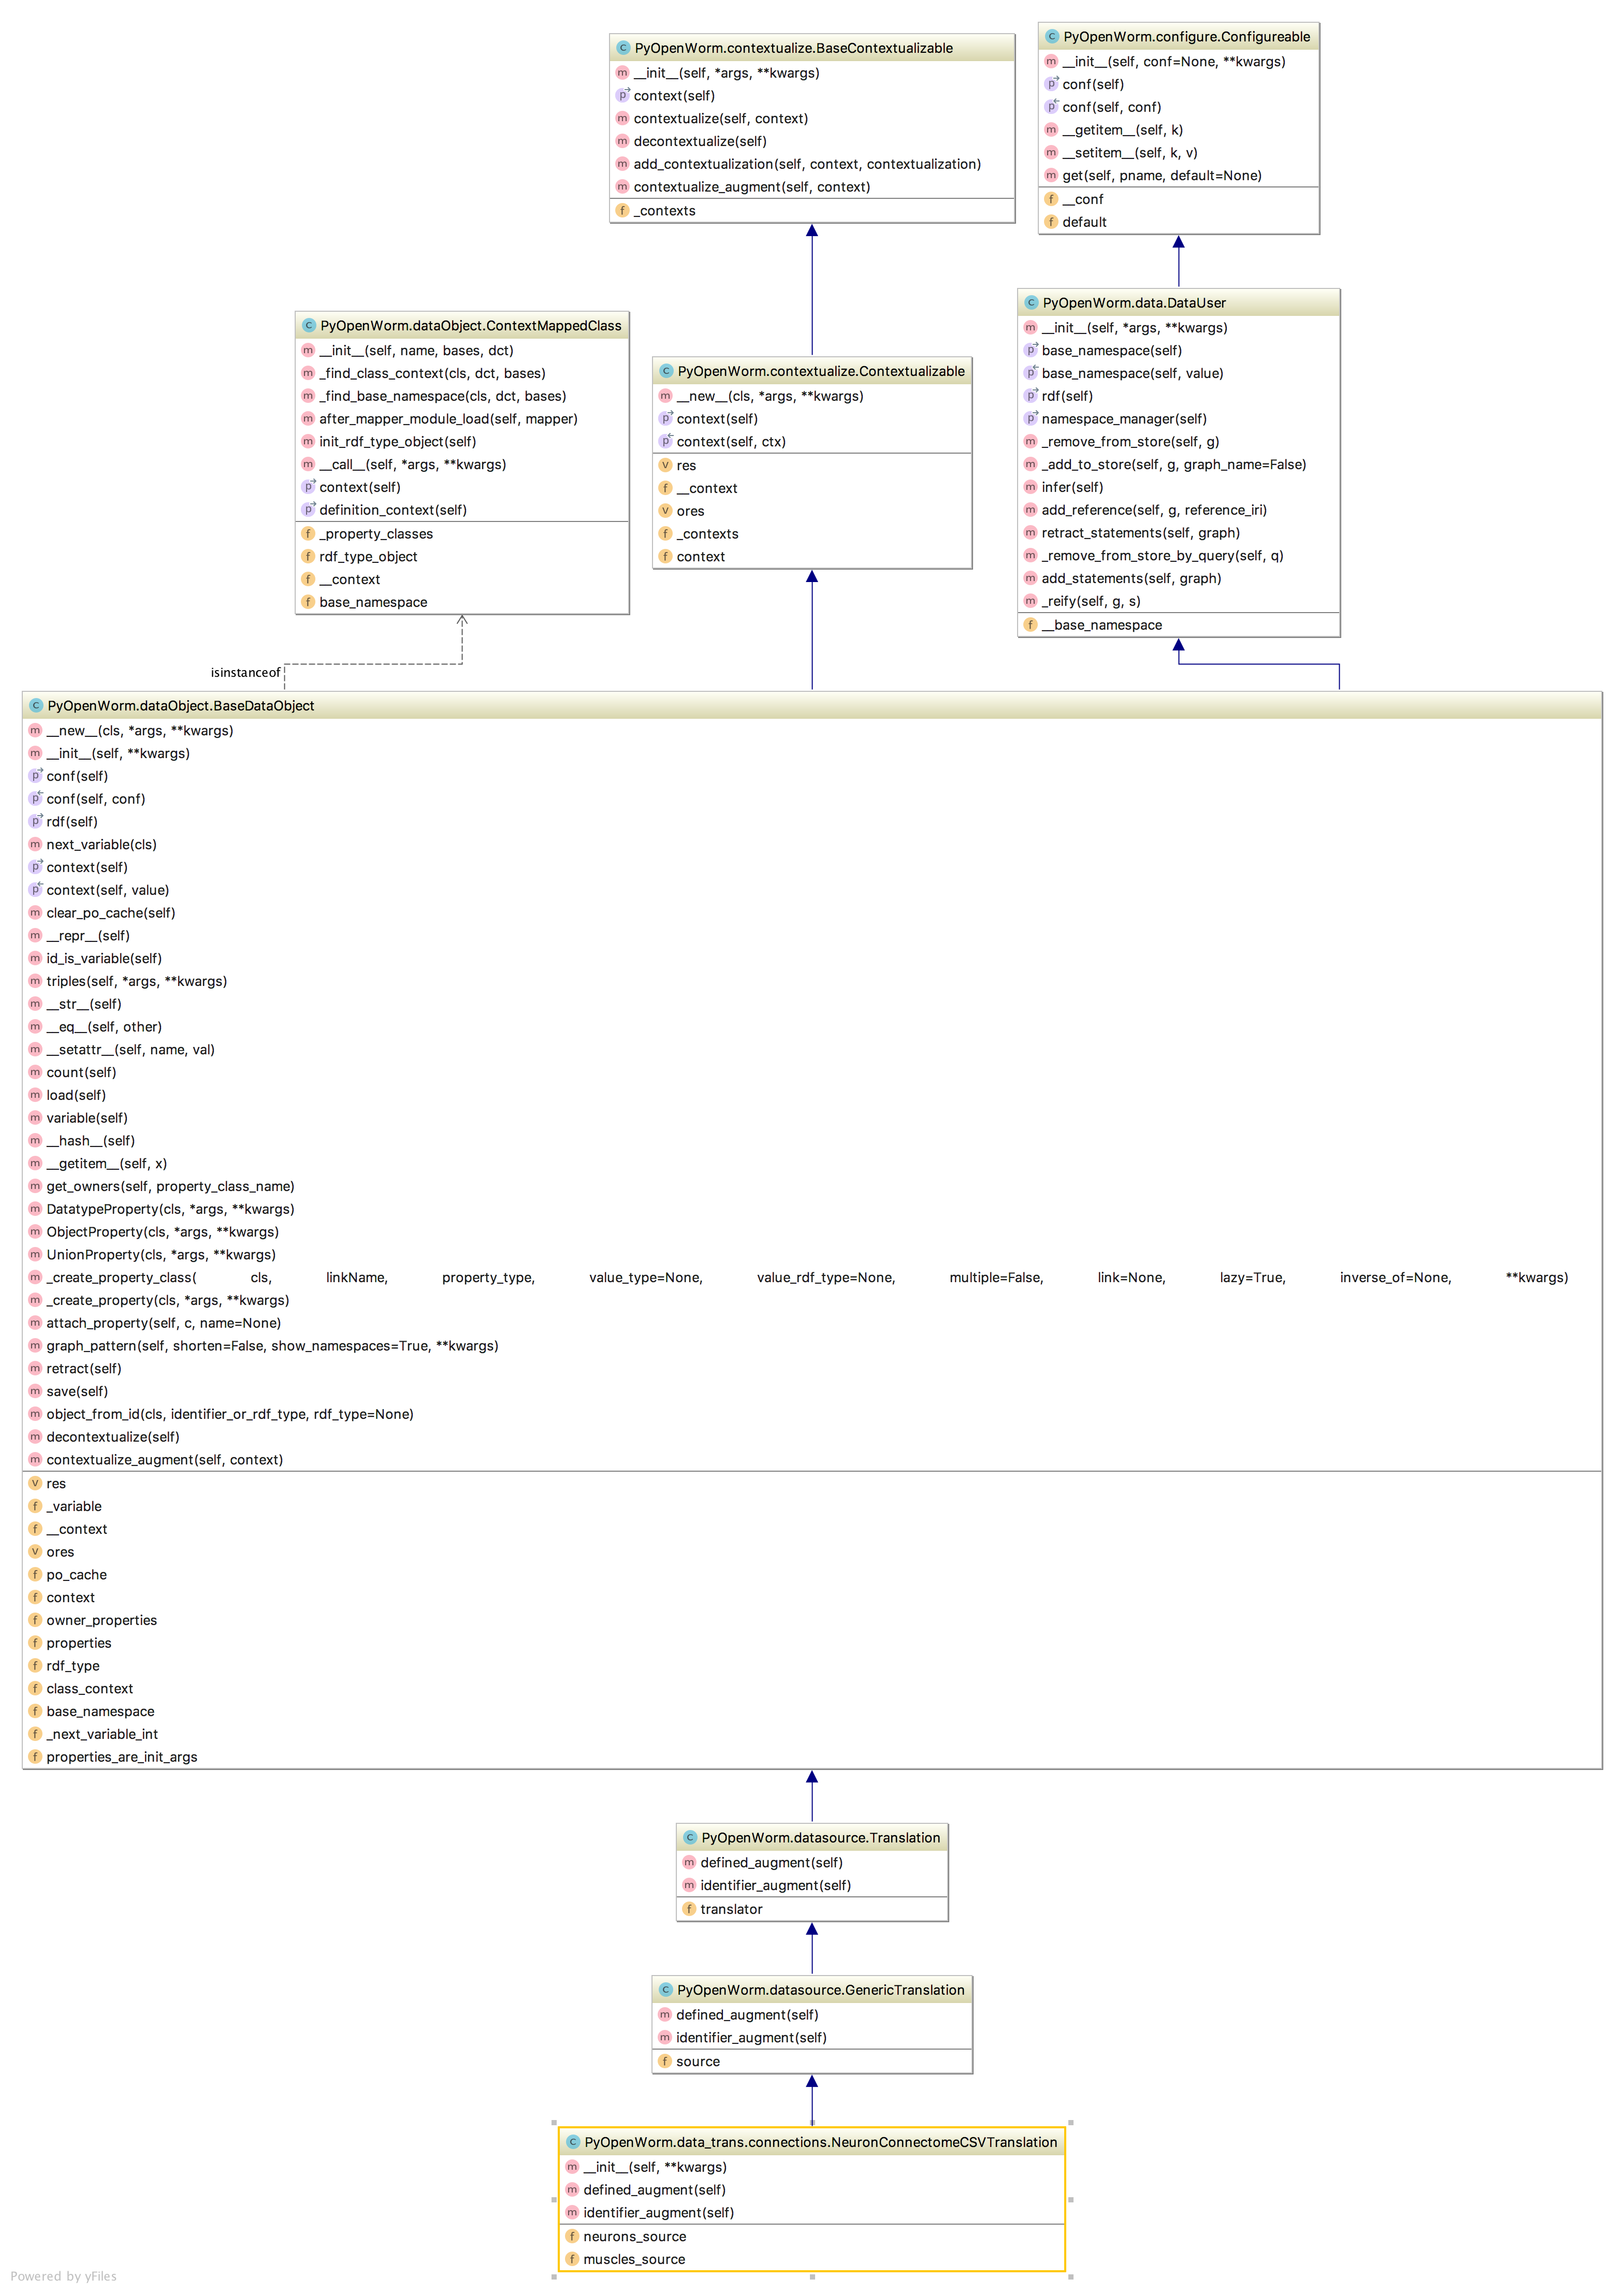 PyOpenWorm.contextualize.BaseContextualizable
__init__(self, *args, **kwargs)
context(self)
contextualize(self, context)
decontextualize(self)
add_contextualization(self, context, contextualization)
contextualize_augment(self, context)
_contexts
PyOpenWorm.configure.Configureable
__init__(self, conf=None, **kwargs)
conf(self)
conf(self, conf)
__getitem__(self, k)
__setitem__(self, k, v)
get(self, pname, default=None)
__conf
default
PyOpenWorm.dataObject.ContextMappedClass
__init__(self, name, bases, dct)
_find_class_context(cls, dct, bases)
_find_base_namespace(cls, dct, bases)
after_mapper_module_load(self, mapper)
init_rdf_type_object(self)
__call__(self, *args, **kwargs)
context(self)
definition_context(self)
_property_classes
rdf_type_object
__context
base_namespace
PyOpenWorm.contextualize.Contextualizable
__new__(cls, *args, **kwargs)
context(self)
context(self, ctx)
res
__context
ores
_contexts
context
PyOpenWorm.data.DataUser
__init__(self, *args, **kwargs)
base_namespace(self)
base_namespace(self, value)
rdf(self)
namespace_manager(self)
_remove_from_store(self, g)
_add_to_store(self, g, graph_name=False)
infer(self)
add_reference(self, g, reference_iri)
retract_statements(self, graph)
_remove_from_store_by_query(self, q)
add_statements(self, graph)
_reify(self, g, s)
__base_namespace
isinstanceof
PyOpenWorm.dataObject.BaseDataObject
__new__(cls, *args, **kwargs)
__init__(self, **kwargs)
conf(self)
conf(self, conf)
rdf(self)
next_variable(cls)
context(self)
context(self, value)
clear_po_cache(self)
__repr__(self)
id_is_variable(self)
triples(self, *args, **kwargs)
__str__(self)
__eq__(self, other)
__setattr__(self, name, val)
count(self)
load(self)
variable(self)
__hash__(self)
__getitem__(self, x)
get_owners(self, property_class_name)
DatatypeProperty(cls, *args, **kwargs)
ObjectProperty(cls, *args, **kwargs)
UnionProperty(cls, *args, **kwargs)
_create_property_class( cls, linkName, property_type, value_type=None, value_rdf_type=None, multiple=False, link=None, lazy=True, inverse_of=None, **kwargs)
_create_property(cls, *args, **kwargs)
attach_property(self, c, name=None)
graph_pattern(self, shorten=False, show_namespaces=True, **kwargs)
retract(self)
save(self)
object_from_id(cls, identifier_or_rdf_type, rdf_type=None)
decontextualize(self)
contextualize_augment(self, context)
res
_variable
__context
ores
po_cache
context
owner_properties
properties
rdf_type
class_context
base_namespace
_next_variable_int
properties_are_init_args
PyOpenWorm.datasource.Translation
defined_augment(self)
identifier_augment(self)
translator
PyOpenWorm.datasource.GenericTranslation
defined_augment(self)
identifier_augment(self)
source
PyOpenWorm.data_trans.connections.NeuronConnectomeCSVTranslation
__init__(self, **kwargs)
defined_augment(self)
identifier_augment(self)
neurons_source
muscles_source
Powered by yFiles